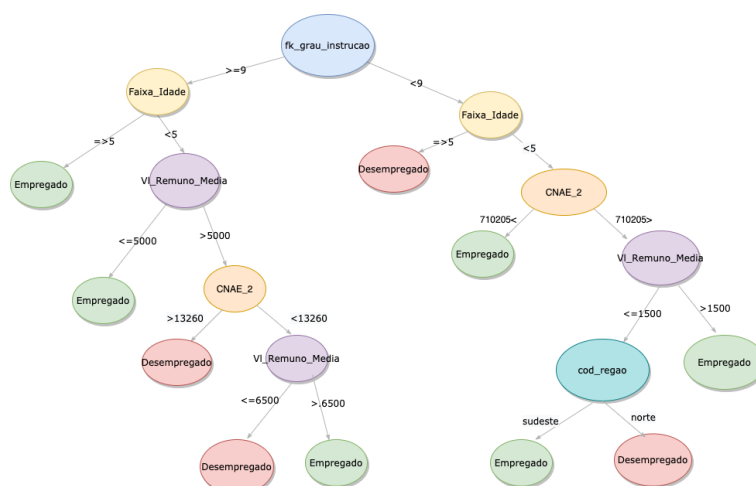 fk_grau_instrucao
>=9
<9
Faixa_Idade
Faixa_Idade
=>5
<5
=>5
<5
Empregado
Vl_Remuno_Media
Desempregado
CNAE_2
<=5000
>5000
710205<
710205>
Empregado
CNAE_2
Empregado
Vl_Remuno_Media
>13260
<13260
<=1500
>1500
Desempregado
Vl_Remuno_Media
cod_regao
Empregado
<=6500
>.6500
sudeste
norte
Desempregado
Empregado
Empregado
Desempregado